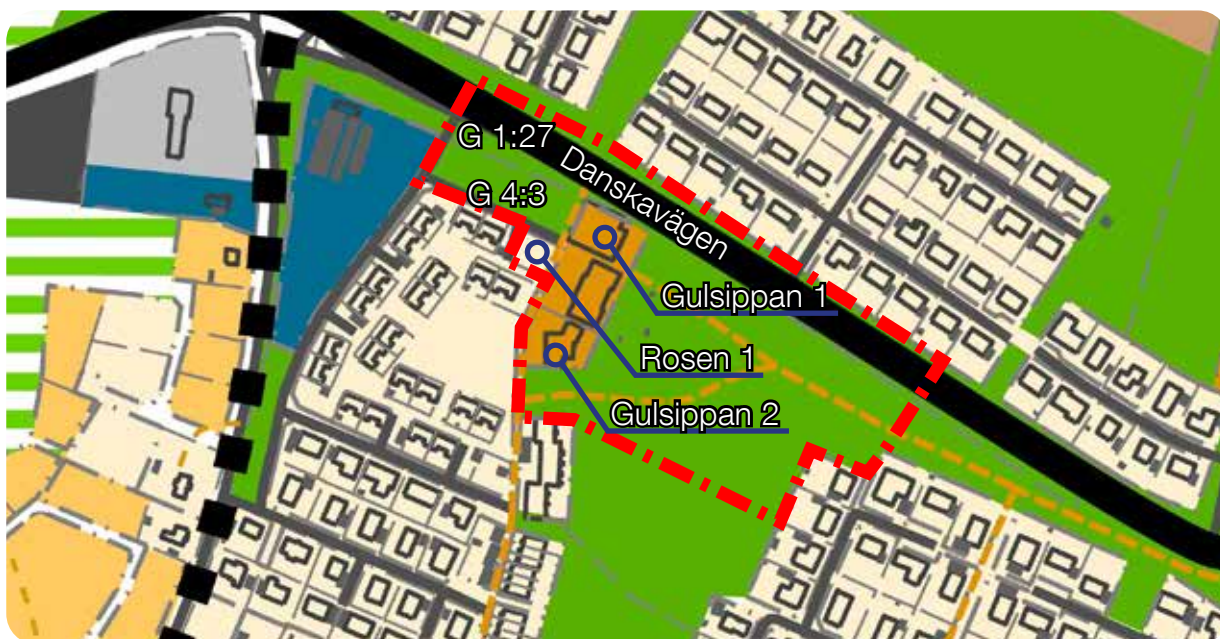 G 1:27
Danskavägen
G 4:3
Gulsippan 1
Rosen 1
Gulsippan 2